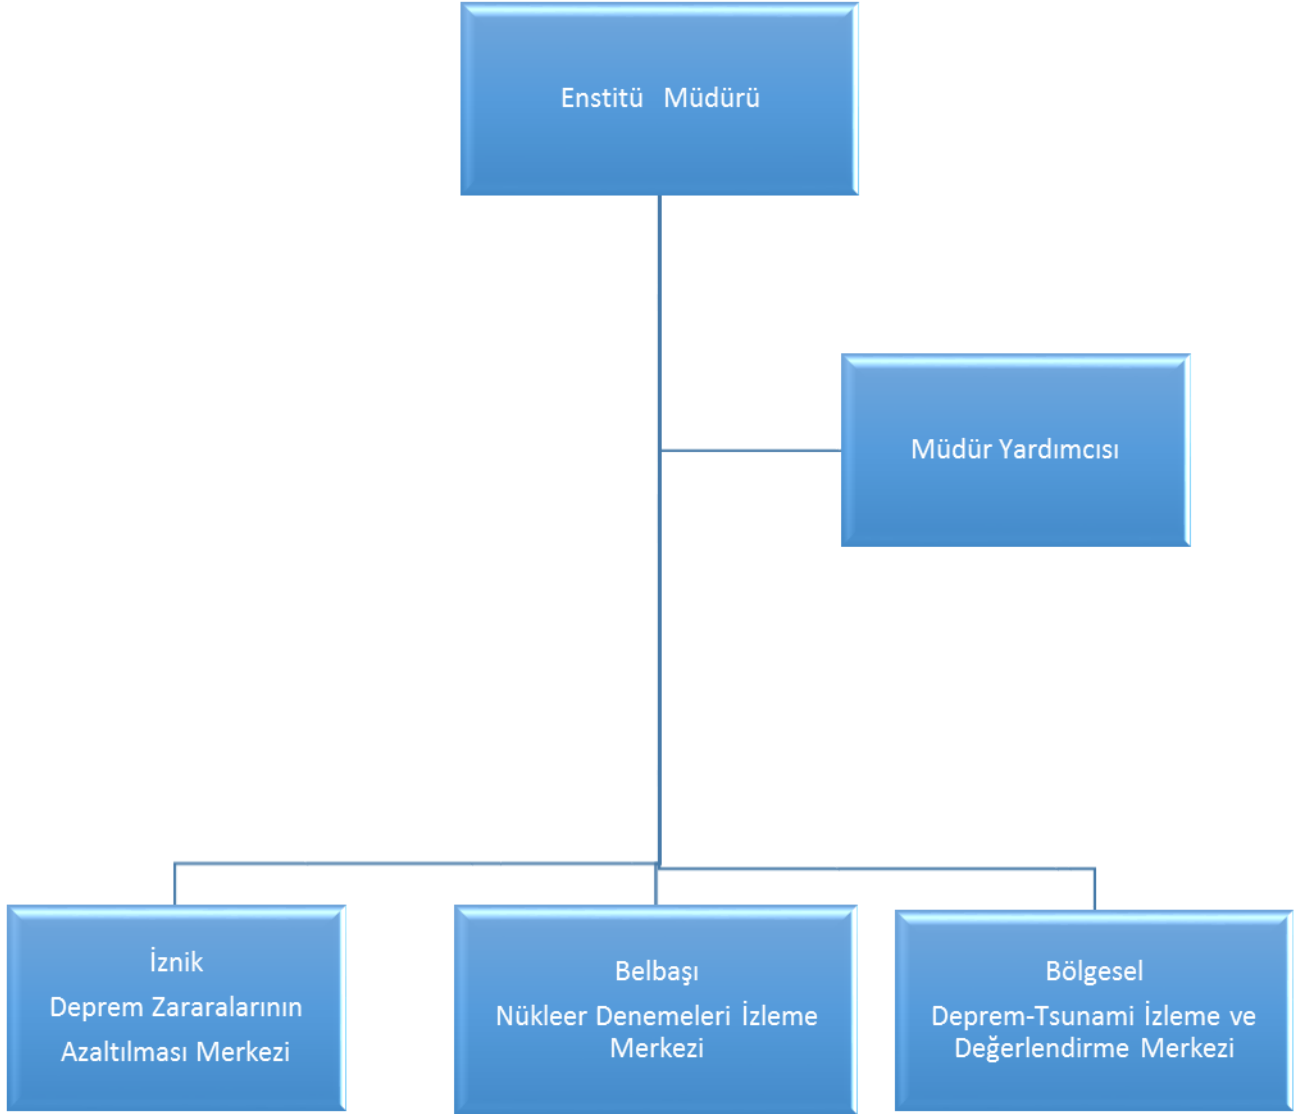 Enstitü Müdürü
Müdür Yardımcısı
İznik
Deprem Zararalarının
Azaltılması Merkezi
Belbaşı
Nükleer Denemeleri İzleme
Merkezi
Bölgesel
Deprem-Tsunami İzleme ve
Değerlendirme Merkezi